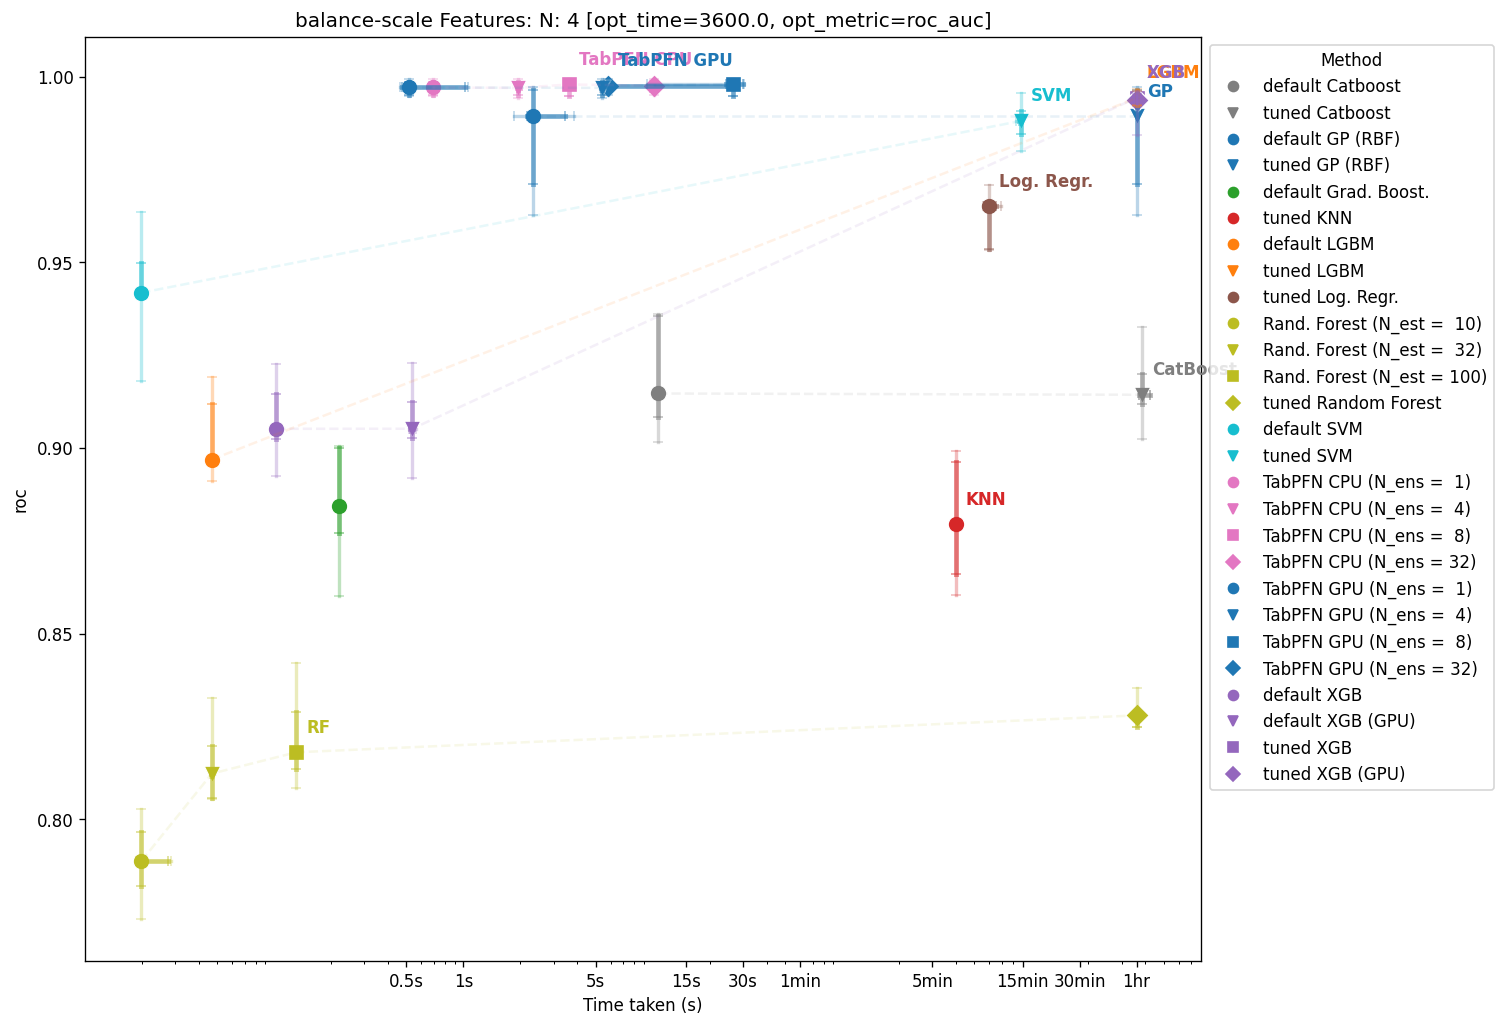 balance-scale Features: N: 4 [opt_time=3600.0, opt_metric=roc_auc]
TabPFN CPU
TabPFN GPU
XGB
LGBM
GP
SVM
Log. Regr.
CatBoost
KNN
RF
1.00
0.95
0.90
0.85
0.80
roc
0.5s 1s 5s 15s 30s 1min 5min 15min 30min 1hr
Time taken (s)
Method
default Catboost
tuned Catboost
default GP (RBF)
tuned GP (RBF)
default Grad. Boost.
tuned KNN
default LGBM
tuned LGBM
tuned Log. Regr.
Rand. Forest (N_est =  10)
Rand. Forest (N_est =  32)
Rand. Forest (N_est = 100)
tuned Random Forest
default SVM
tuned SVM
TabPFN CPU (N_ens =  1)
TabPFN CPU (N_ens =  4)
TabPFN CPU (N_ens =  8)
TabPFN CPU (N_ens = 32)
TabPFN GPU (N_ens =  1)
TabPFN GPU (N_ens =  4)
TabPFN GPU (N_ens =  8)
TabPFN GPU (N_ens = 32)
default XGB
default XGB (GPU)
tuned XGB
tuned XGB (GPU)